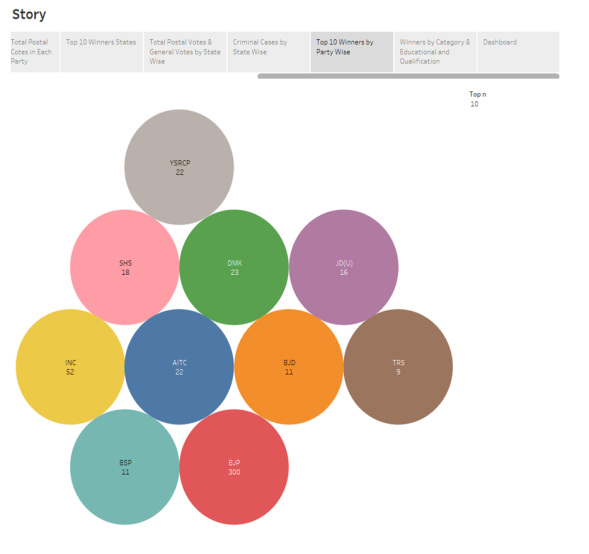 Story
Total Postal
Cotes in Each
Party
Top 10 Winners States
Total Postal Votes &
General Votes by State
Wise
Criminal Cases by
State Wise
Top 10 Winners by
Party Wise
Winners by Category &
Educational and
Qualification
Dashboard
Top n
10
YSRCP
22
SHS
18
DMK
23
JD(U)
16
INC
52
AITC
22
BJD
11
TRS
9
BSP
11
BJP
300